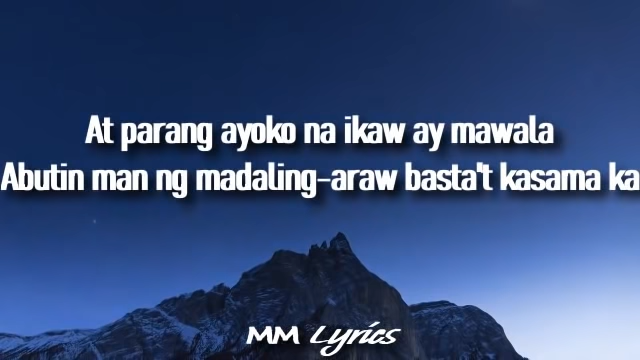 At parang ayoko na ikaw ay mawala
Abutin man ng madaling-araw basta't kasama ka
MM Lyrics